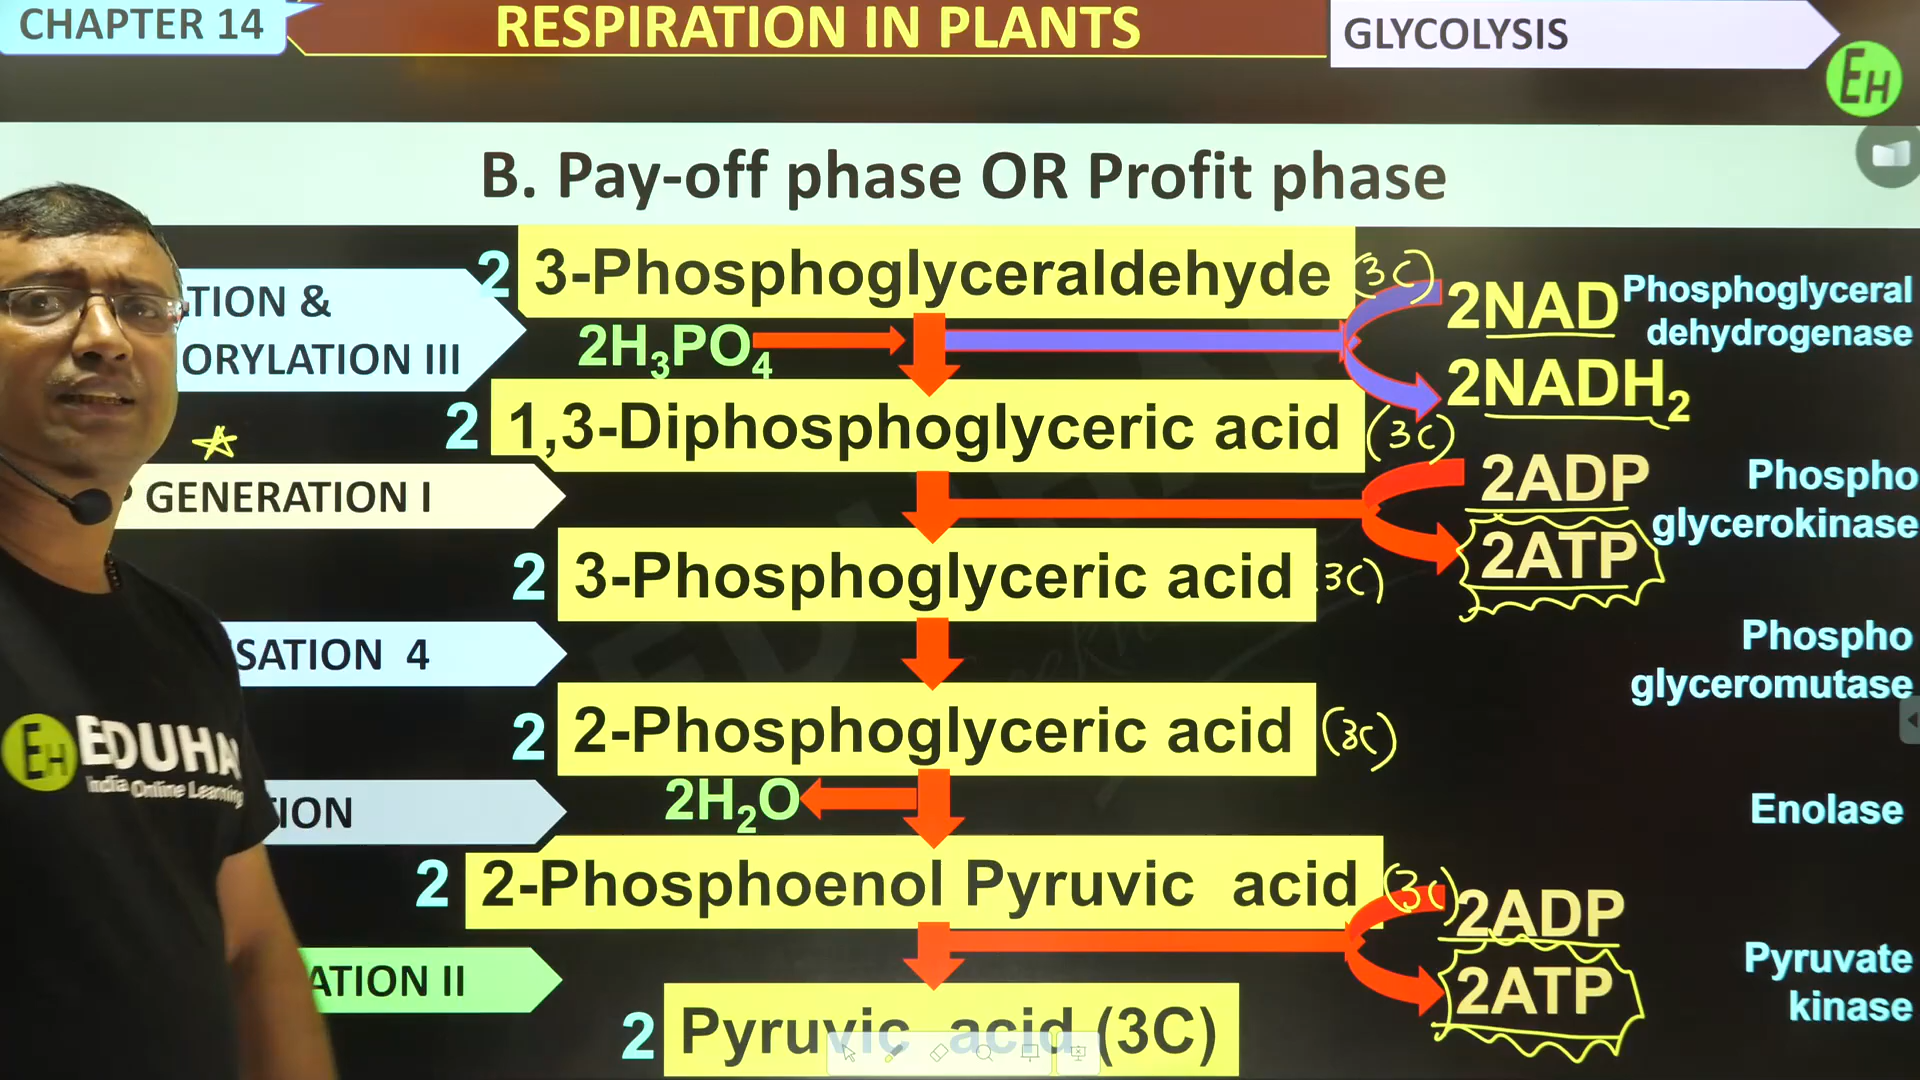 CHAPTER 14
RESPIRATION IN PLANTS
GLYCOLYSIS
EH
B. Pay-off phase OR Profit phase
2 3-Phosphoglyceraldehyde (3C)
TION &
ORYLATION III
2H₃PO₄
2NAD
2NADH₂
Phosphoglyceral
dehydrogenase
2 1,3-Diphosphoglyceric acid (3C)
P GENERATION I
2ADP
2ATP
Phospho
glycerokinase
2 3-Phosphoglyceric acid (3C)
SATION 4
Phospho
glyceromutase
2 2-Phosphoglyceric acid (3C)
ION
2H₂O
Enolase
2 2-Phosphoenol Pyruvic acid (3C)
ATION II
2ADP
2ATP
Pyruvate
kinase
2 Pyruvic acid (3C)
EH EDUHA
India Online Learning